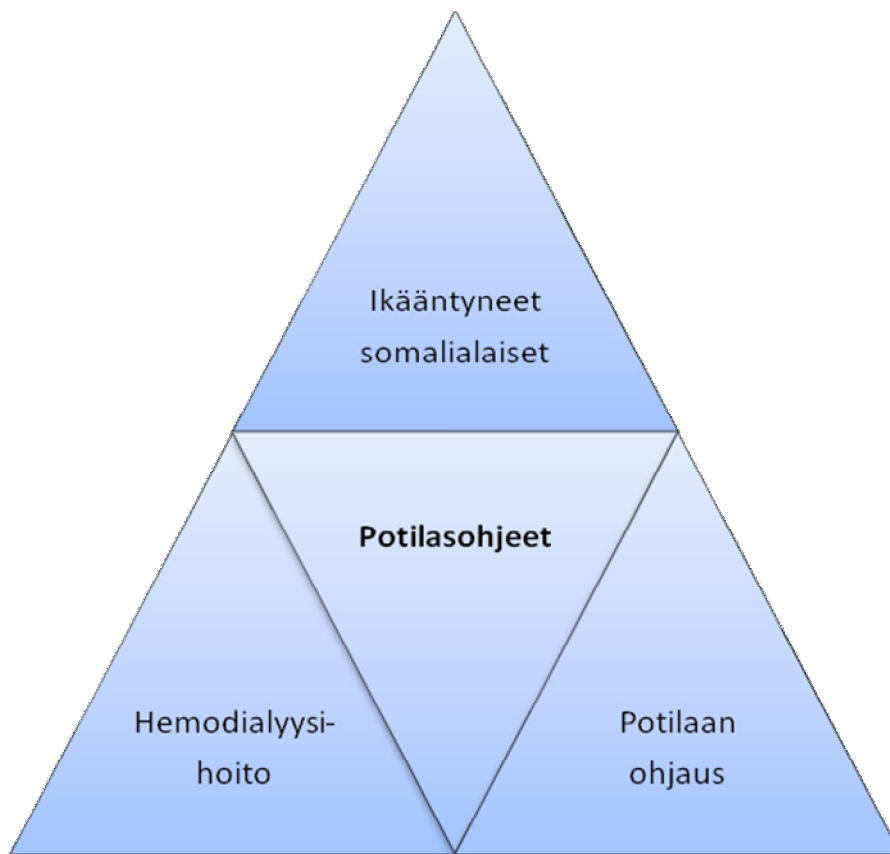 Ikääntyneet
somalialaiset
Potilasohjeet
Hemodialyysi-
hoito
Potilaan
ohjaus